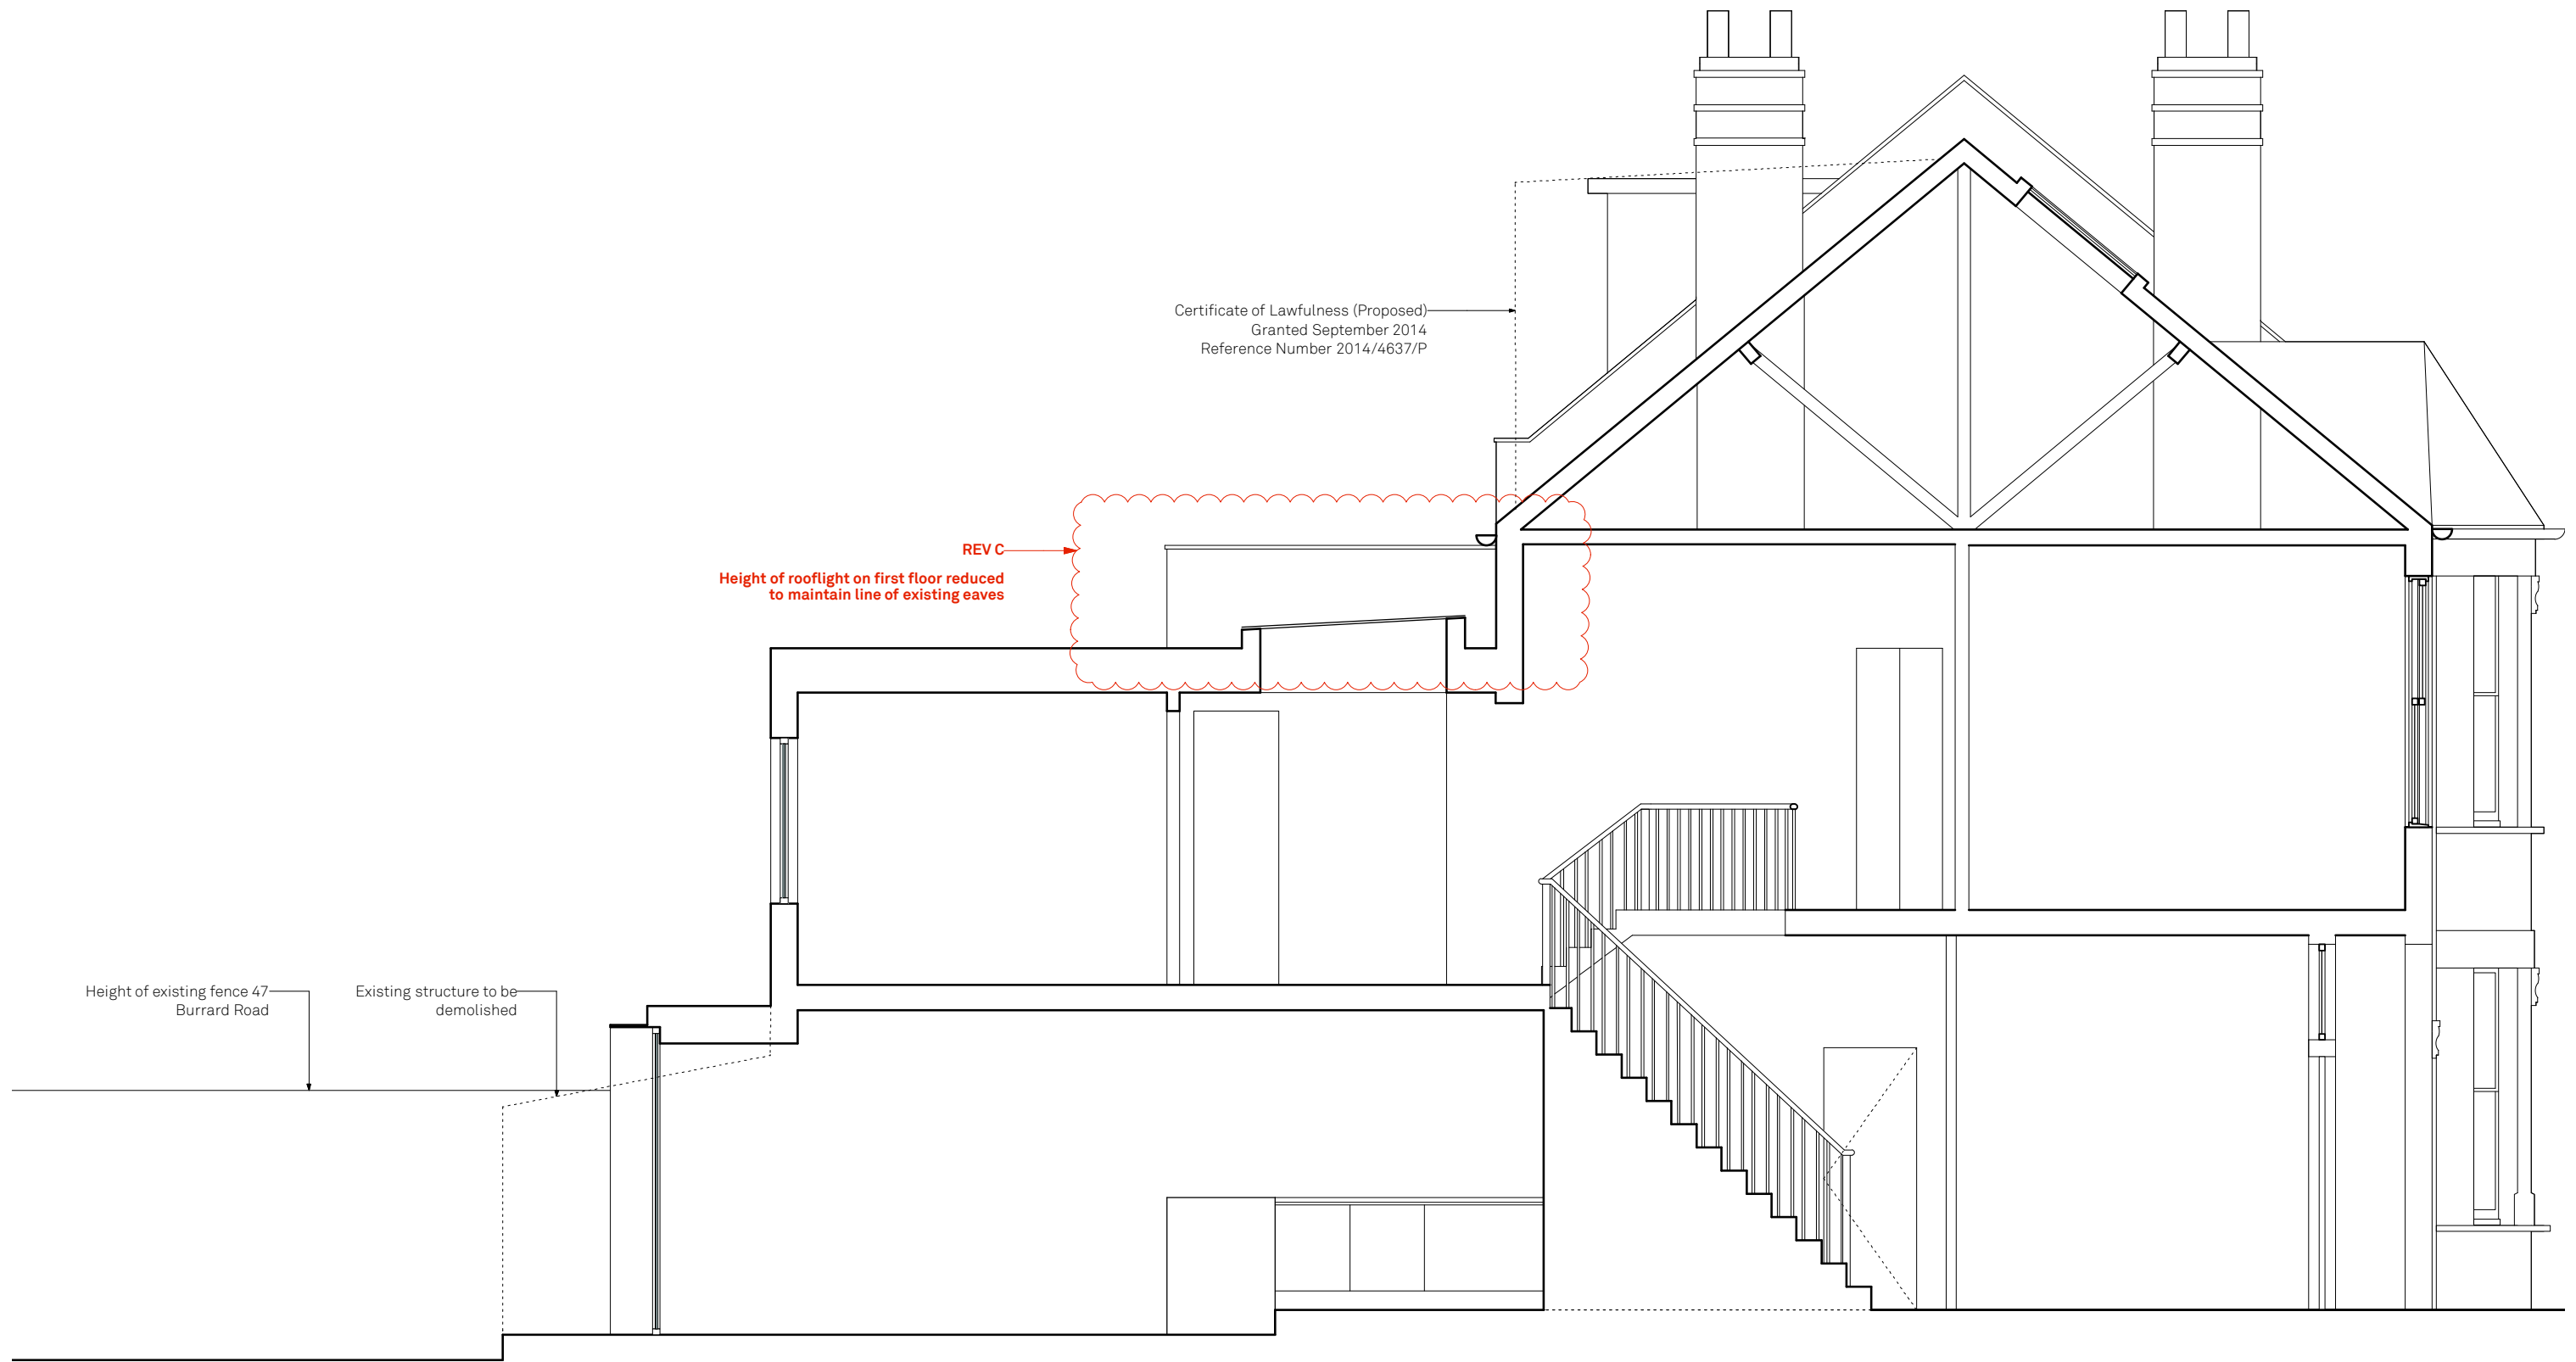 Certificate of Lawfulness (Proposed)
Granted September 2014
Reference Number 2014/4637/P
REV C
Height of rooflight on first floor reduced
to maintain line of existing eaves
Height of existing fence 47
Burrard Road
Existing structure to be
demolished